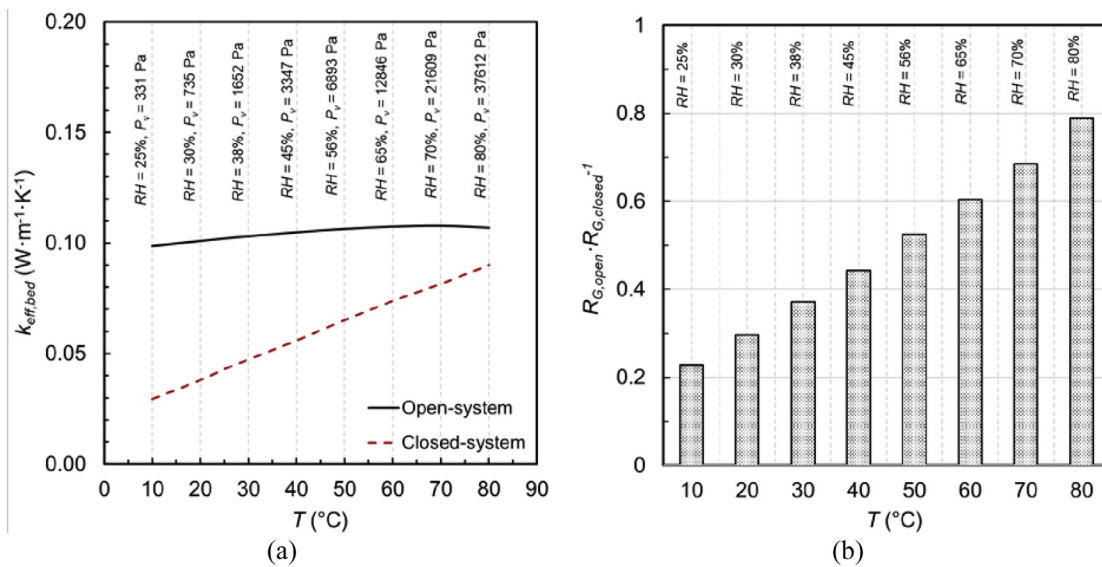 0.20
0.15
0.10
0.05
0.00
k_eff,bed (W·m⁻¹·K⁻¹)
RH = 25%, P_v = 331 Pa
RH = 30%, P_v = 735 Pa
RH = 38%, P_v = 1652 Pa
RH = 45%, P_v = 3347 Pa
RH = 56%, P_v = 6893 Pa
RH = 65%, P_v = 12846 Pa
RH = 70%, P_v = 21609 Pa
RH = 80%, P_v = 37612 Pa
Open-system
Closed-system
0 10 20 30 40 50 60 70 80 90
T (°C)
(a)
1
0.8
0.6
0.4
0.2
0
R_G,open·R_G,closed⁻¹
RH = 25%
RH = 30%
RH = 38%
RH = 45%
RH = 56%
RH = 65%
RH = 70%
RH = 80%
10 20 30 40 50 60 70 80
T (°C)
(b)